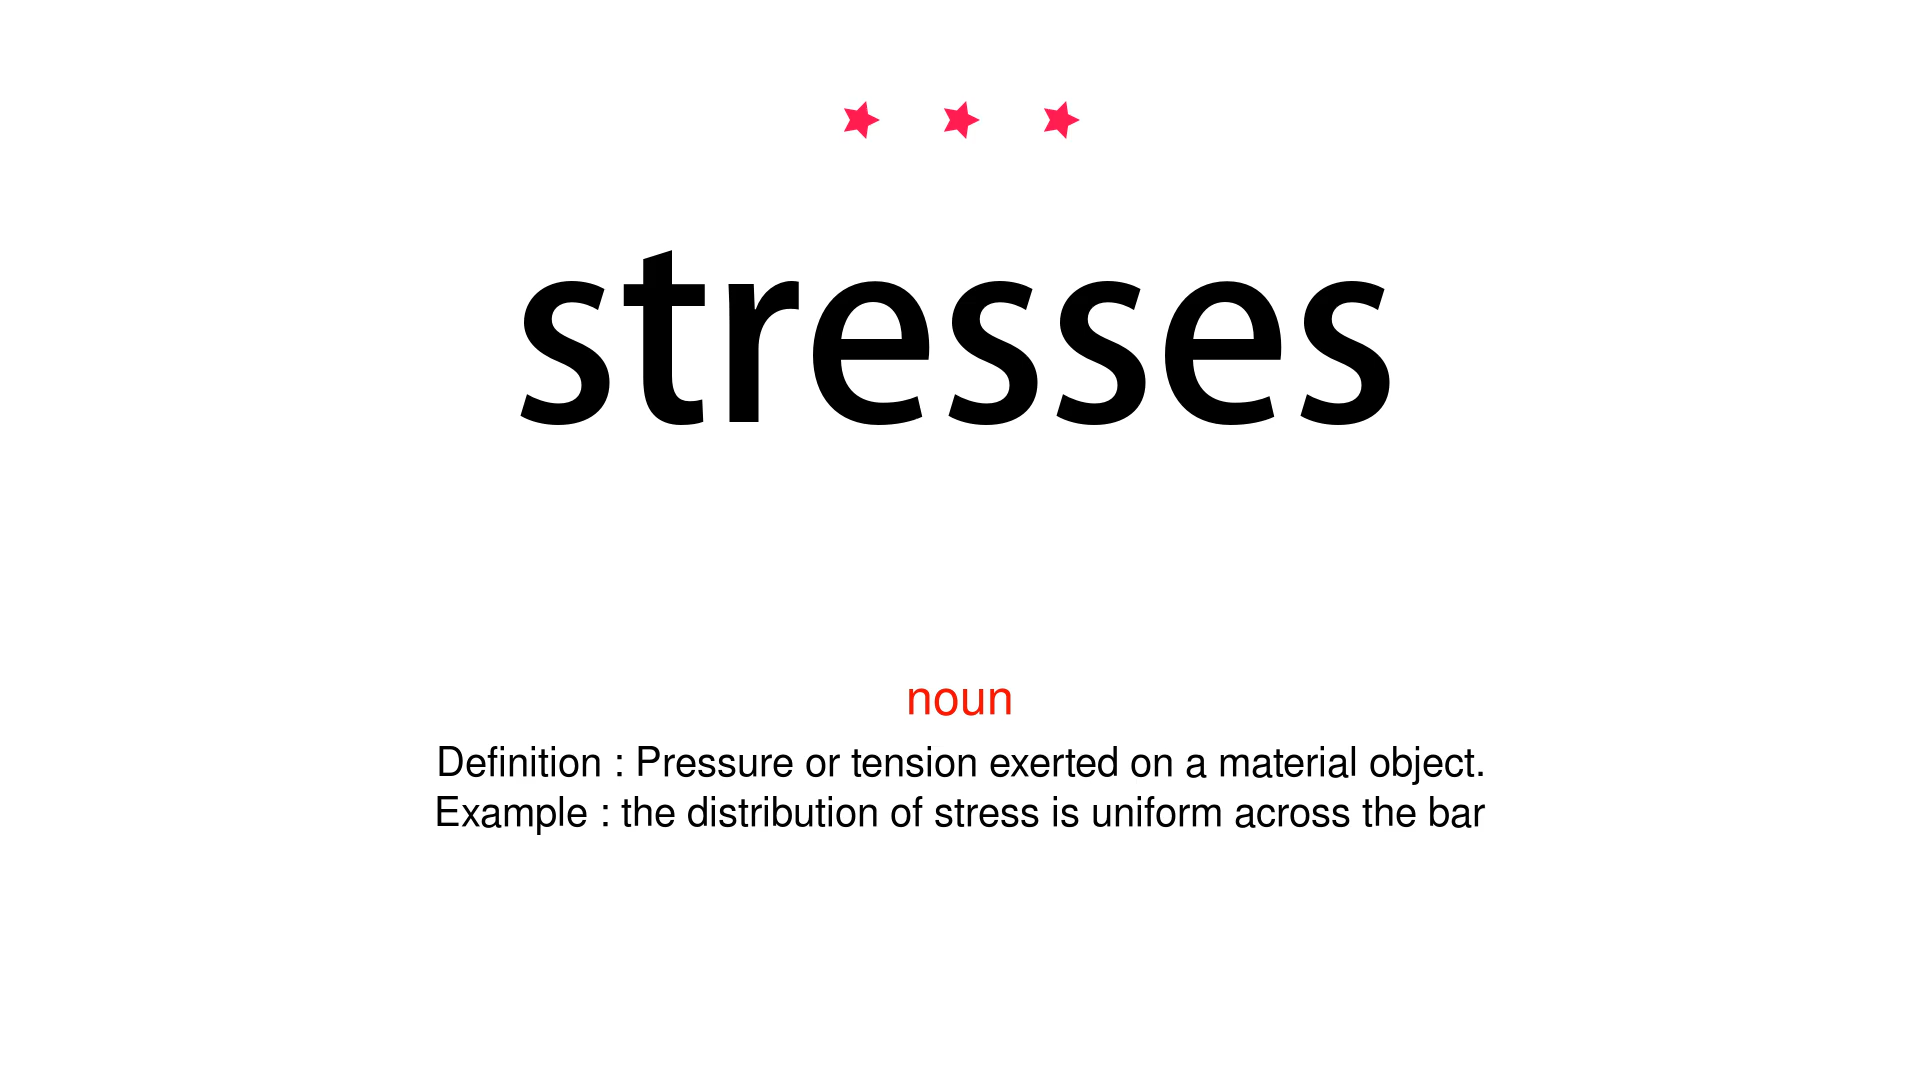 stresses
noun
Definition : Pressure or tension exerted on a material object.
Example : the distribution of stress is uniform across the bar